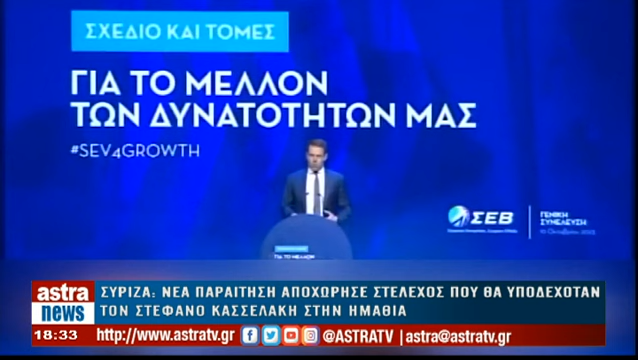 ΣΧΕΔΙΟ ΚΑΙ ΤΟΜΕΣ
ΓΙΑ ΤΟ ΜΕΛΛΟΝ
ΤΩΝ ΔΥΝΑΤΟΤΗΤΩΝ ΜΑΣ
#SEV4GROWTH
ΣΕΒ
ΓΕΝΙΚΗ
ΣΥΝΕΛΕΥΣΗ
ΓΙΑ ΤΟ ΜΕΛΛΟΝ
astra
news
18:33
ΣΥΡΙΖΑ: ΝΕΑ ΠΑΡΑΙΤΗΣΗ ΑΠΟΧΩΡΗΣΕ ΣΤΕΛΕΧΟΣ ΠΟΥ ΘΑ ΥΠΟΔΕΧΟΤΑΝ
ΤΟΝ ΣΤΕΦΑΝΟ ΚΑΣΣΕΛΑΚΗ ΣΤΗΝ ΗΜΑΘΙΑ
http://www.astratv.gr @ASTRATV | astra@astratv.gr